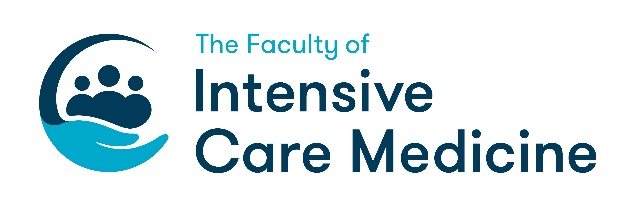 The Faculty of
Intensive
Care Medicine